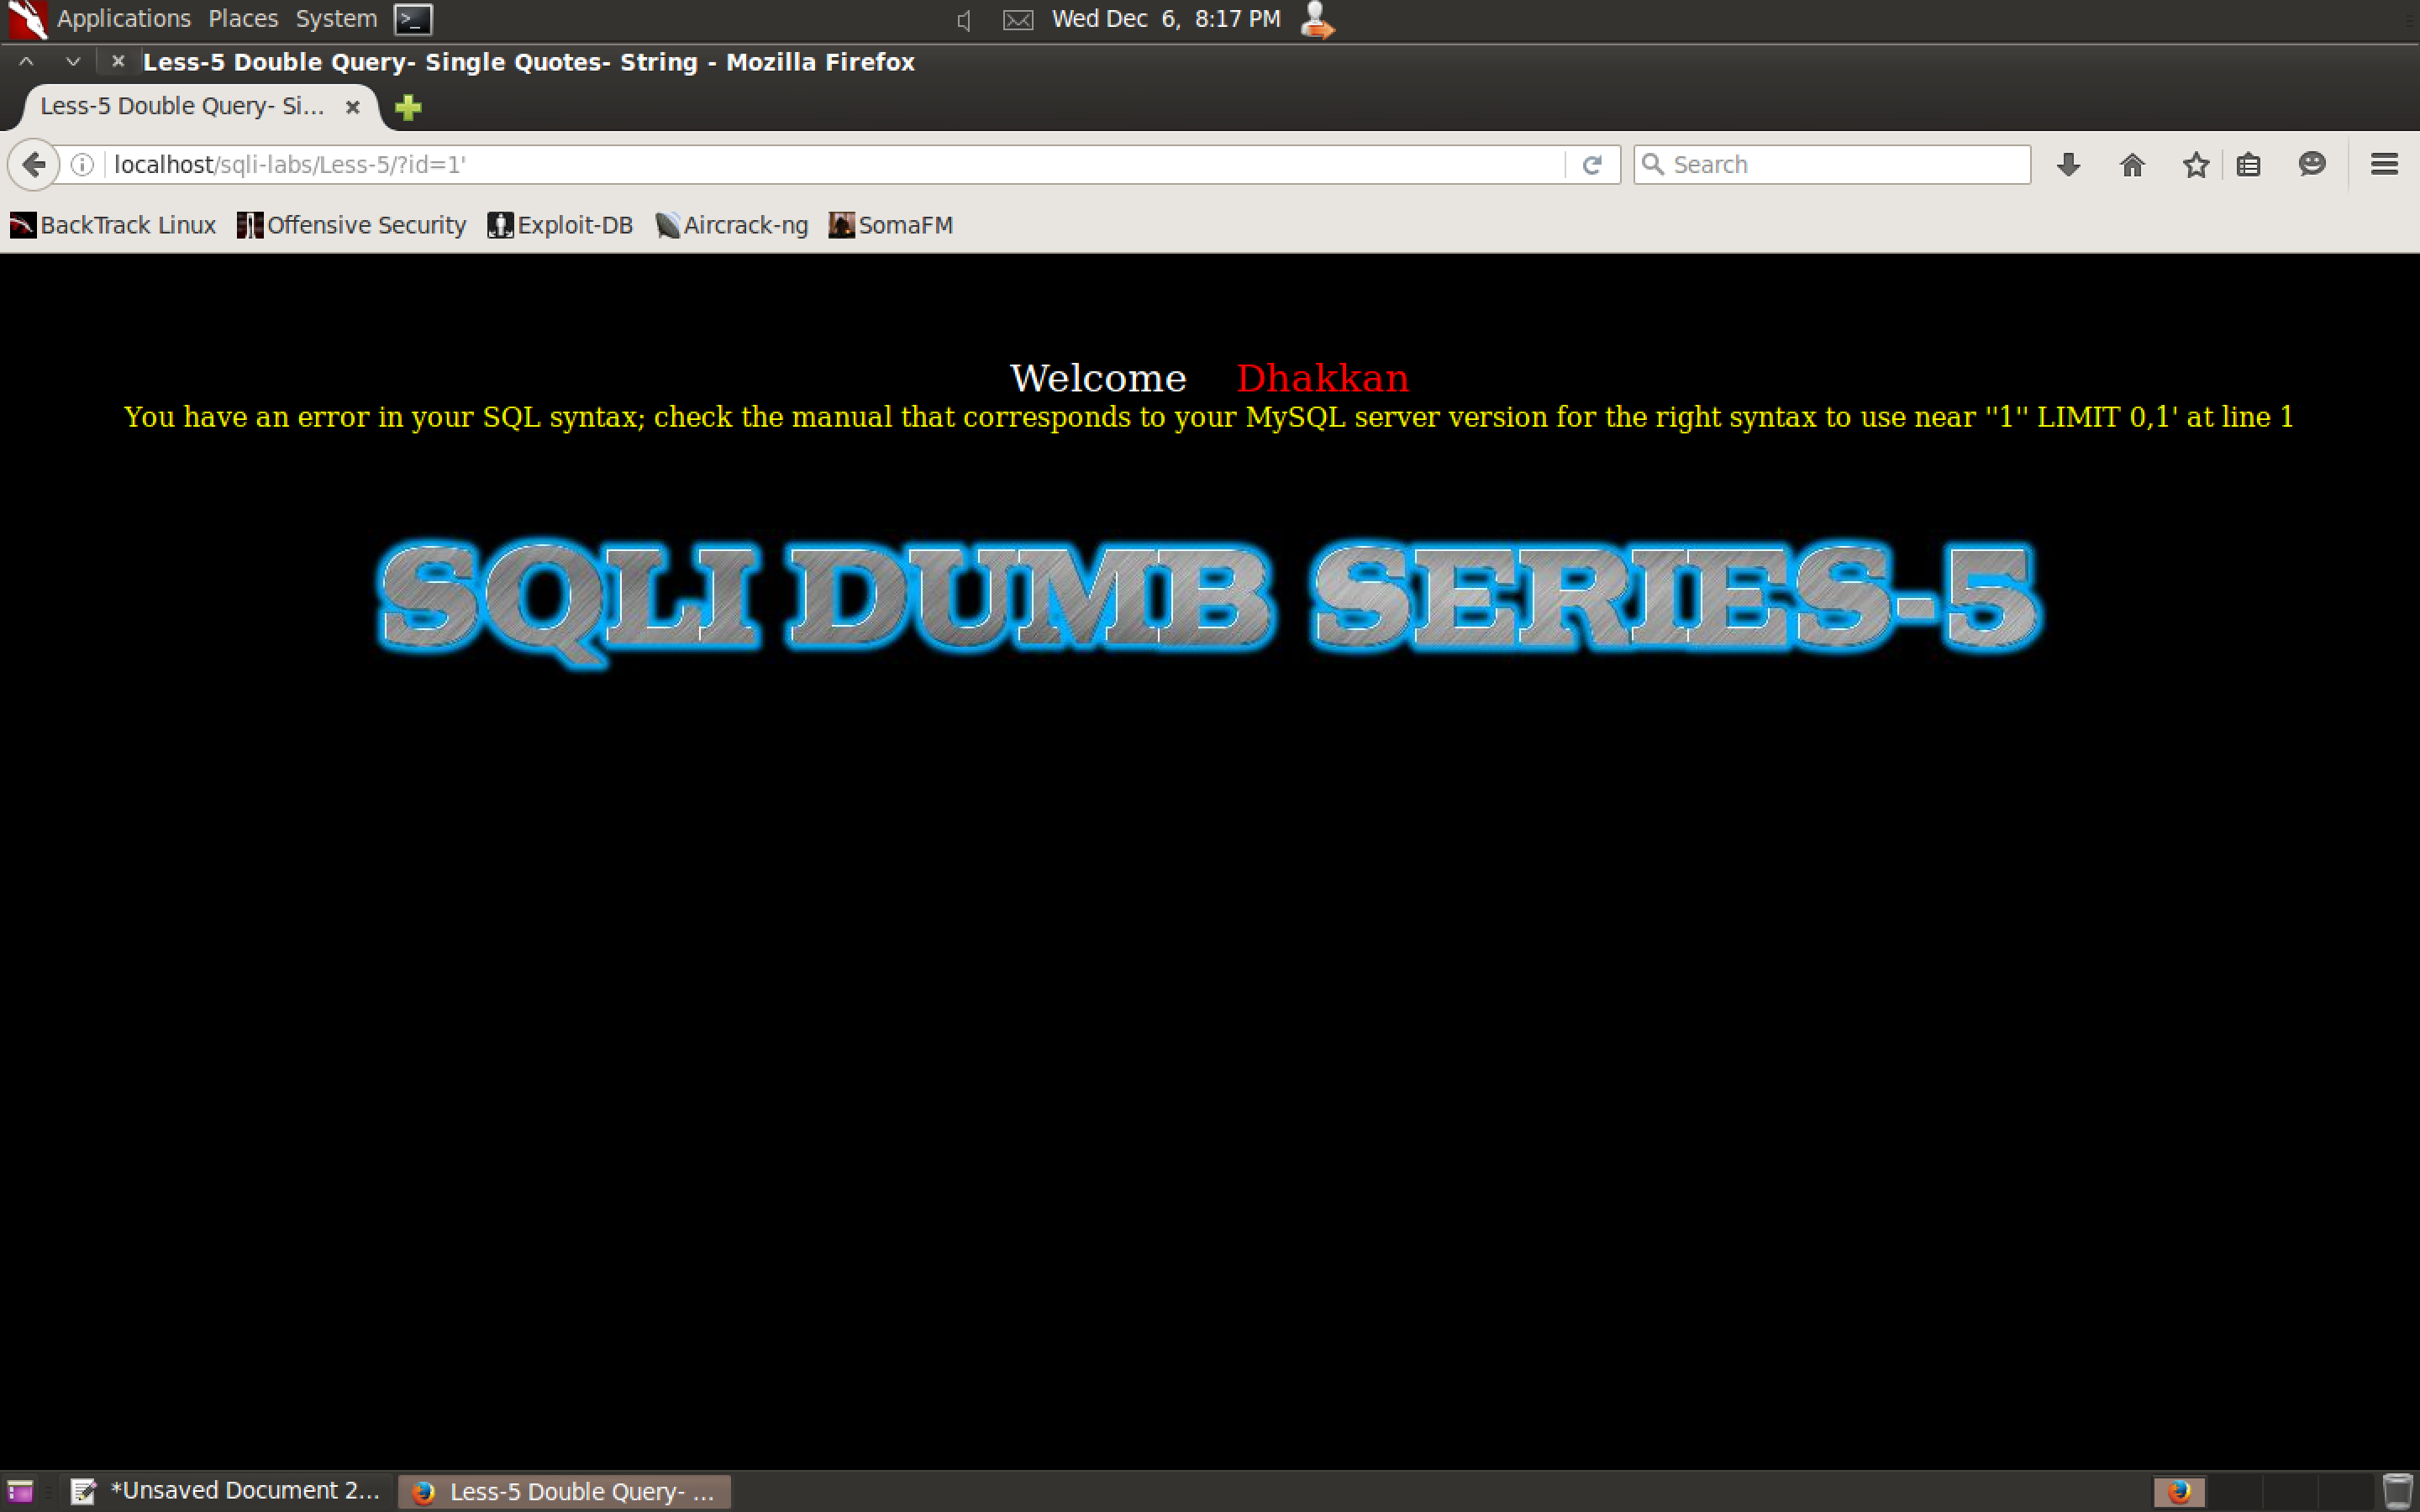 Applications Places System Wed Dec 6, 8:17 PM
Less-5 Double Query- Single Quotes- String - Mozilla Firefox
Less-5 Double Query- Si...
localhost/sqli-labs/Less-5/?id=1' Search
BackTrack Linux Offensive Security Exploit-DB Aircrack-ng SomaFM
Welcome Dhakkan
You have an error in your SQL syntax; check the manual that corresponds to your MySQL server version for the right syntax to use near ''1'' LIMIT 0,1' at line 1
SQLI DUMB SERIES-5
*Unsaved Document 2... Less-5 Double Query- ...